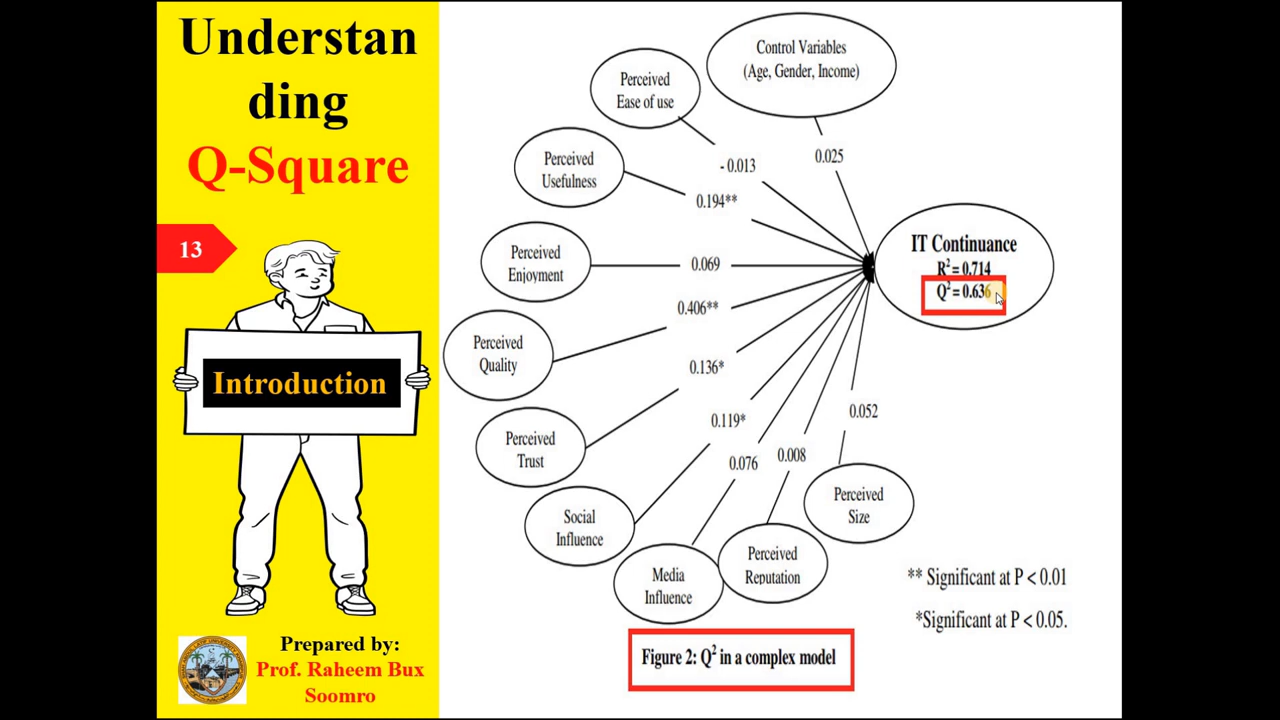 Understan
ding
Q-Square
13
Introduction
Prepared by:
Prof. Raheem Bux
Soomro
Control Variables
(Age, Gender, Income)
Perceived
Ease of use
Perceived
Usefulness
Perceived
Enjoyment
Perceived
Quality
Perceived
Trust
Social
Influence
Media
Influence
Perceived
Reputation
Perceived
Size
0.025
- 0.013
0.194**
0.069
0.406**
0.136*
0.119*
0.076
0.008
0.052
IT Continuance
R² = 0.714
Q² = 0.636
** Significant at P < 0.01
*Significant at P < 0.05.
Figure 2: Q² in a complex model